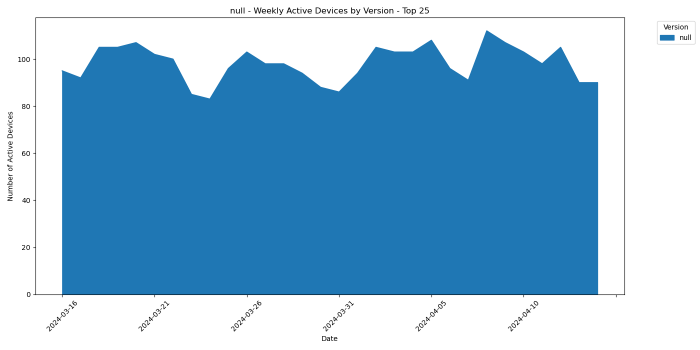 null - Weekly Active Devices by Version - Top 25
Version
null
Number of Active Devices
100
80
60
40
20
0
2024-03-16
2024-03-21
2024-03-26
2024-03-31
2024-04-05
2024-04-10
Date